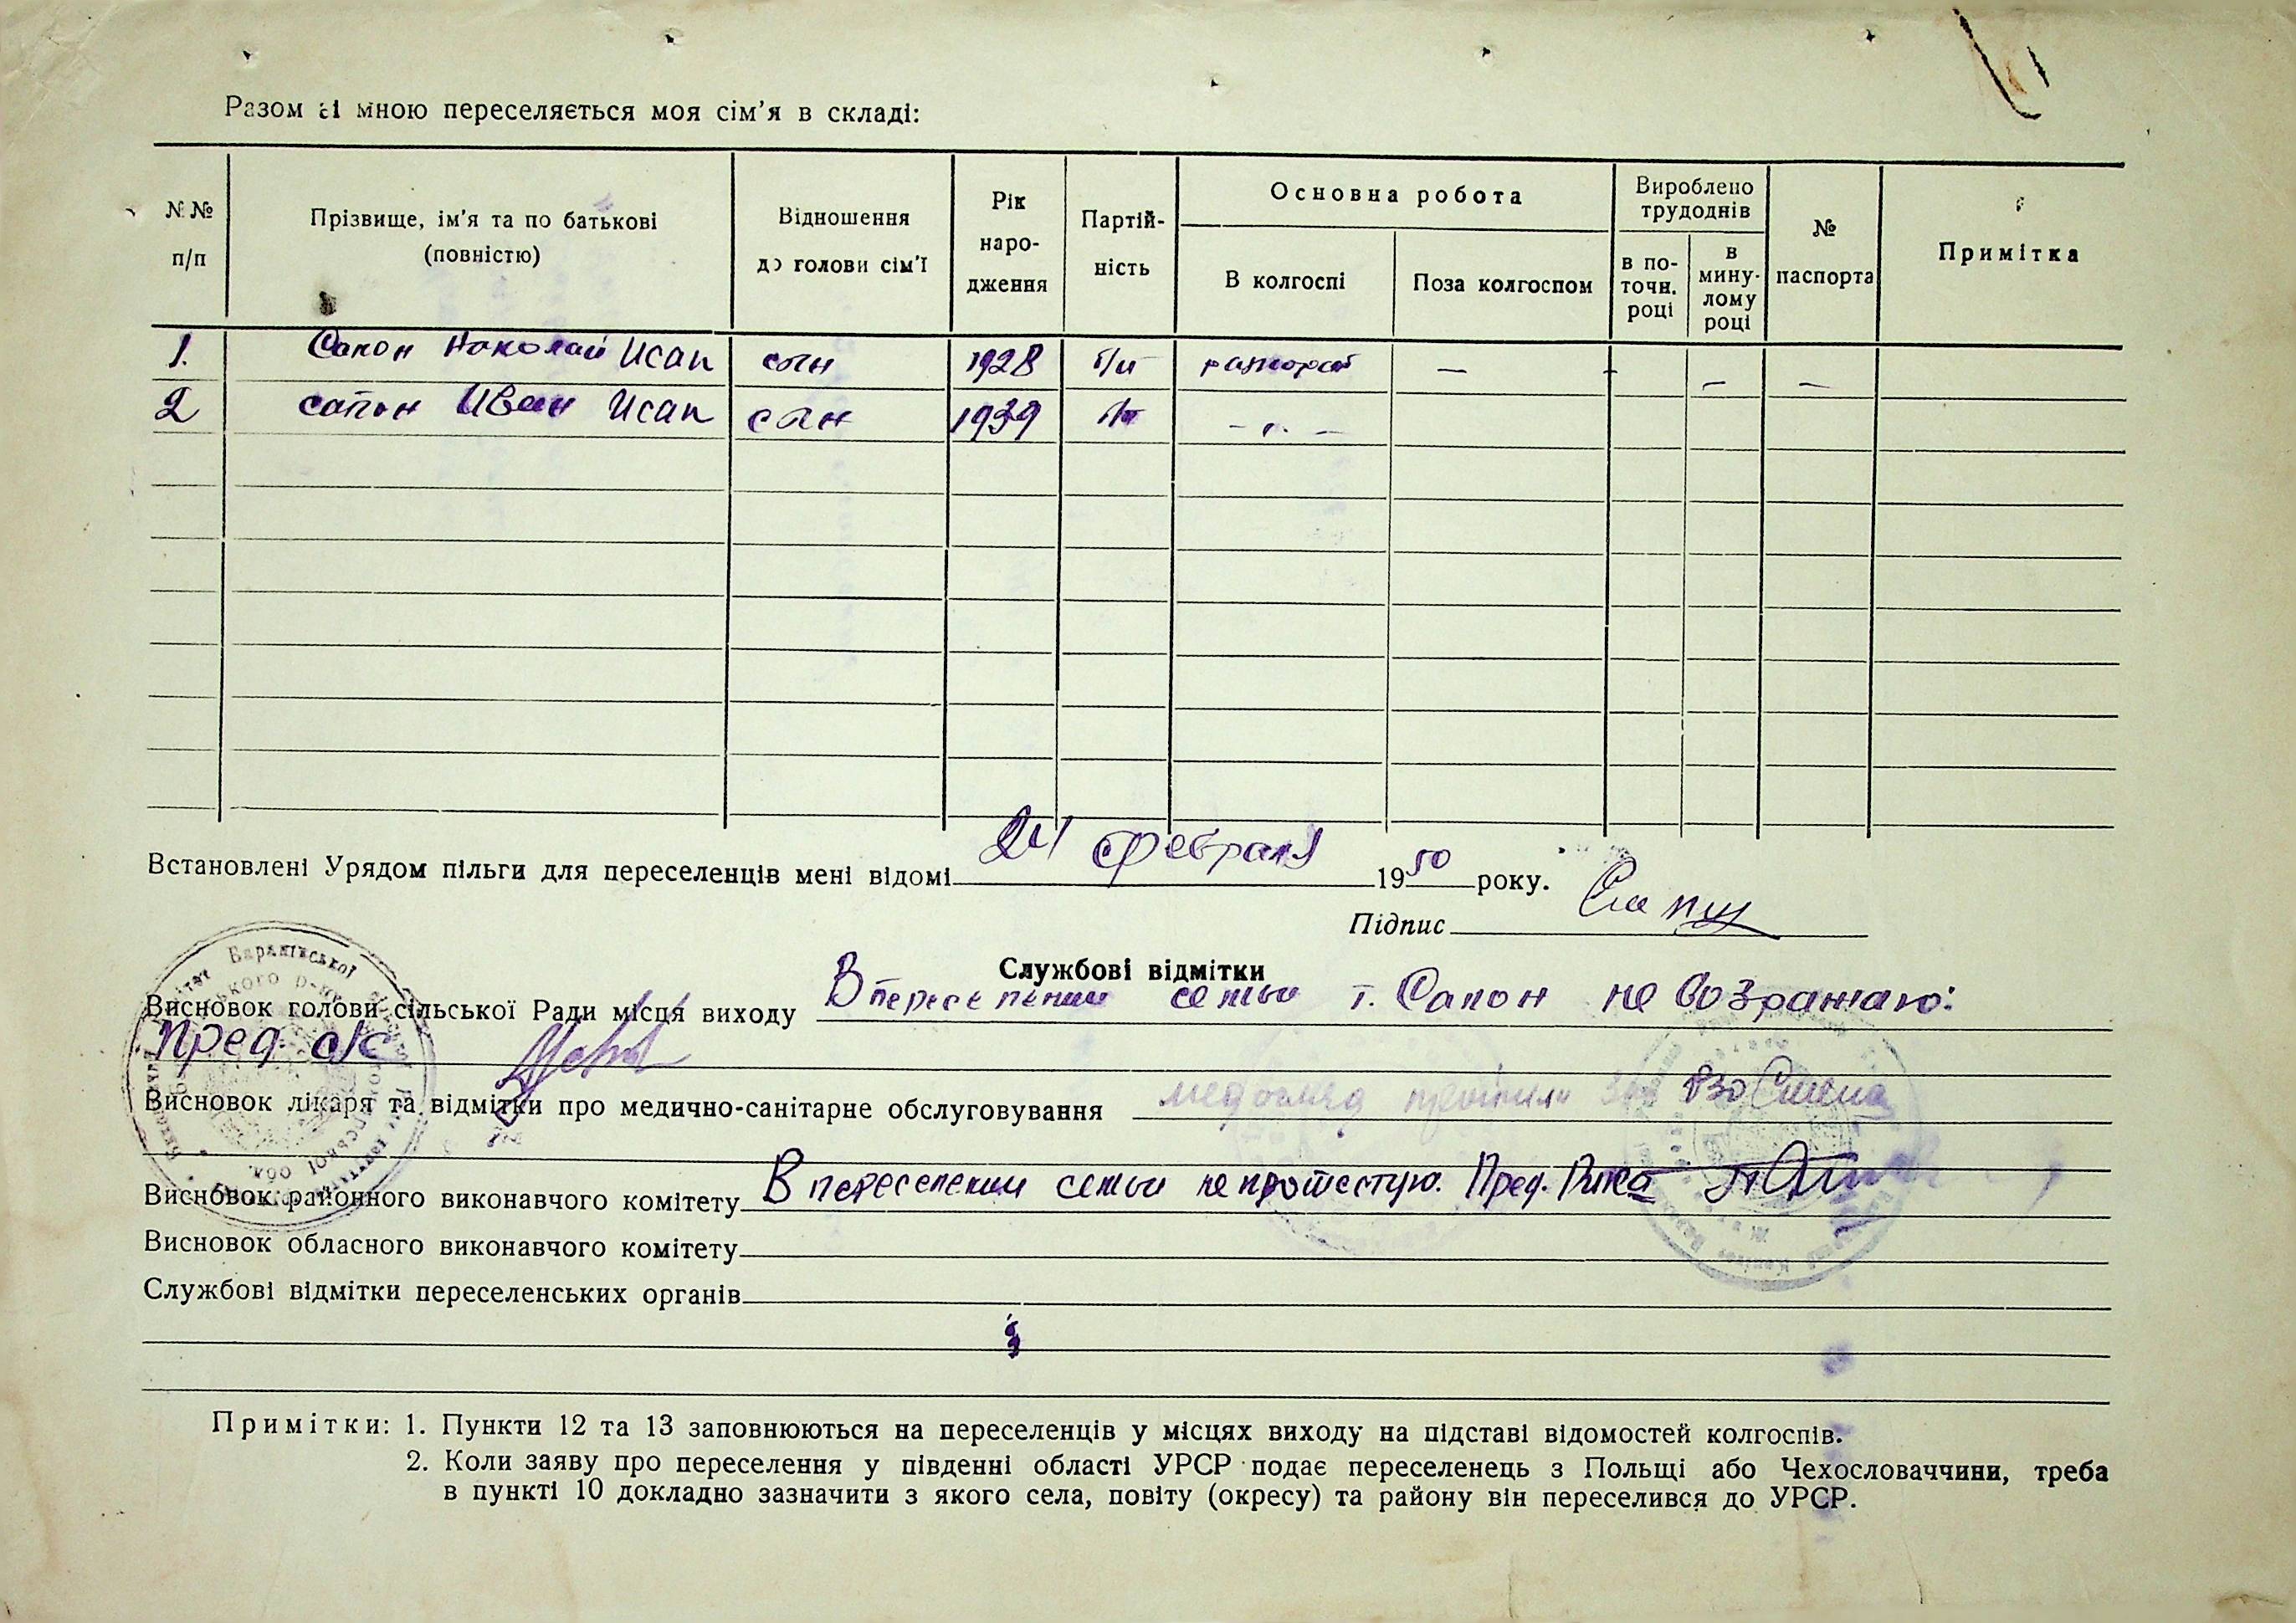 Разом зі мною переселяється моя сім'я в складі:
№№ п/п
Прізвище, ім'я та по батькові (повністю)
Відношення до голови сім'ї
Рік народження
Партійність
Основна робота
В колгоспі
Поза колгоспом
Вироблено трудоднів
в поточн. році
в минулому році
№ паспорта
Примітка
1. Сапон Николай Исак сын 1928 б/п — — —
2 Сапон Иван Исак сын 1939 б/п - „ -
Встановлені Урядом пільги для переселенців мені відомі 24 февраля 1950 року.
Підпис
Службові відмітки
Висновок голови сільської Ради місця виходу В переселении семьи т. Сапон не возражаю:
Пред. с/с
Висновок лікаря та відмітки про медично-санітарне обслуговування медогляд пройшли
Висновок районного виконавчого комітету В переселении семьи не протестую. Пред. Рика
Висновок обласного виконавчого комітету
Службові відмітки переселенських органів
Примітки: 1. Пункти 12 та 13 заповнюються на переселенців у місцях виходу на підставі відомостей колгоспів.
2. Коли заяву про переселення у південні області УРСР подає переселенець з Польщі або Чехословаччини, треба
в пункті 10 докладно зазначити з якого села, повіту (окресу) та району він переселився до УРСР.